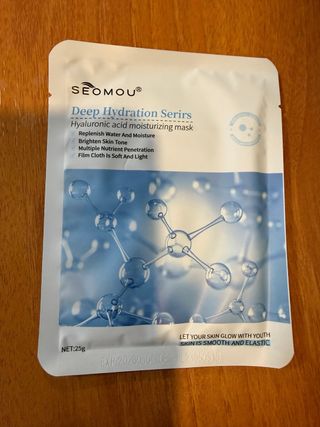 SEOMOU®
Deep Hydration Serirs
Hyaluronic acid moisturizing mask
Replenish Water And Moisture
Brighten Skin Tone
Multiple Nutrient Penetration
Film Cloth Is Soft And Light
LET YOUR SKIN GLOW WITH YOUTH
SKIN IS SMOOTH AND ELASTIC
NET:25g